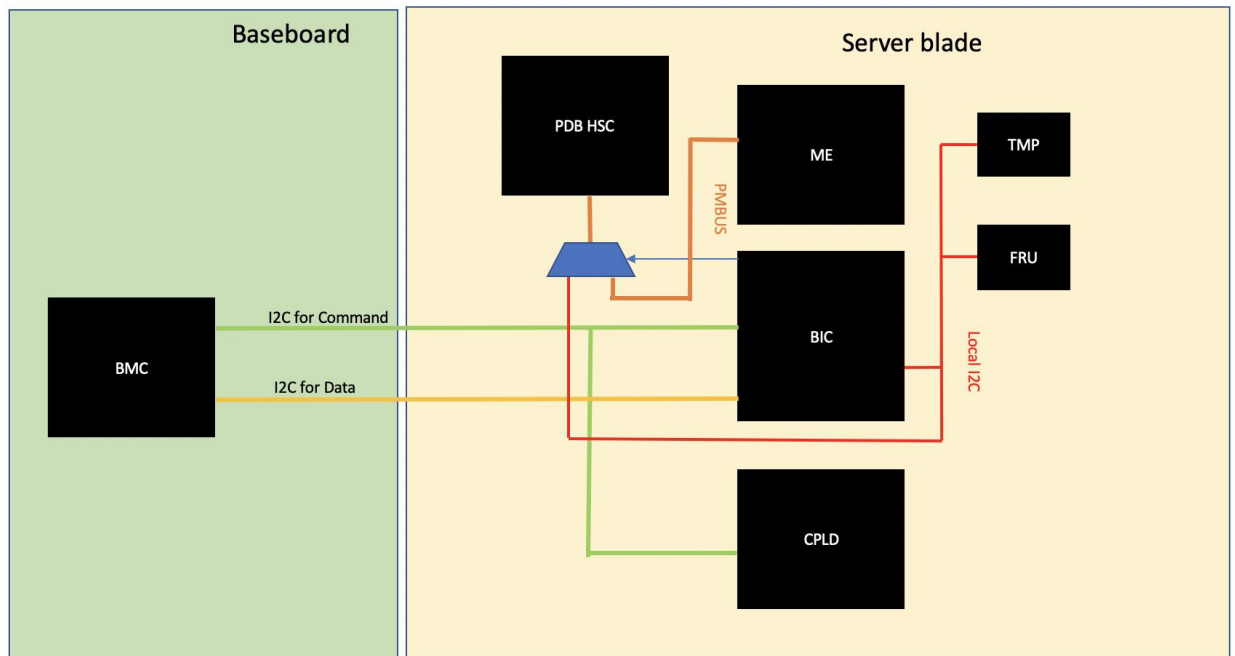 Baseboard
Server blade
PDB HSC
ME
TMP
PMBUS
FRU
I2C for Command
BIC
Local I2C
BMC
I2C for Data
CPLD